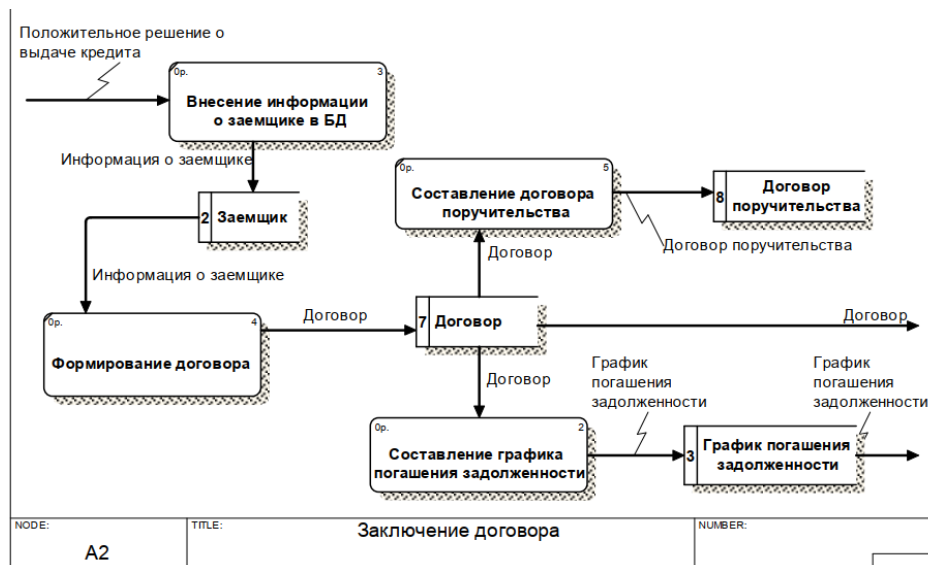 Положительное решение о
выдаче кредита
0р.
3
Внесение информации
о заемщике в БД
Информация о заемщике
0р.
5
Составление договора
поручительства
8
Договор
поручительства
2
Заемщик
Договор поручительства
Договор
Информация о заемщике
0р.
4
Формирование договора
Договор
7
Договор
Договор
Договор
График
погашения
задолженности
График
погашения
задолженности
0р.
2
Составление графика
погашения задолженности
3
График погашения
задолженности
NODE:
A2
TITLE:
Заключение договора
NUMBER: